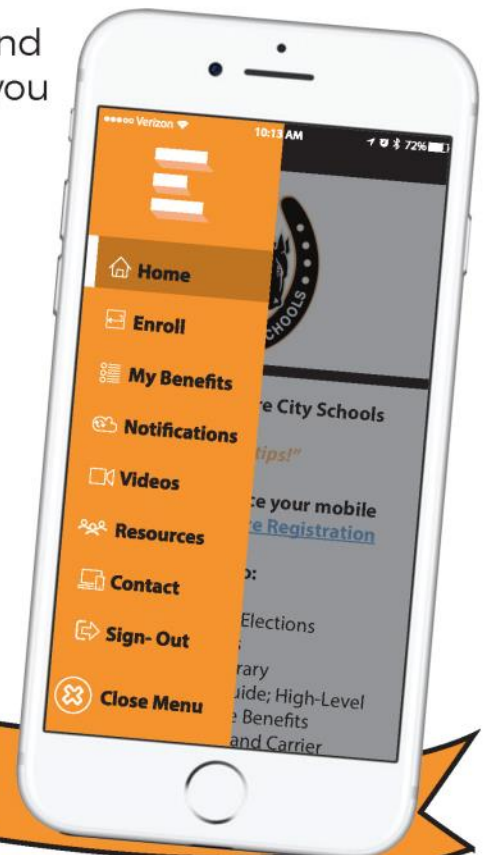 nd
you
Verizon 10:13 AM 72%
E
SCHOOLS
Home
Enroll
My Benefits
Notifications
Videos
Resources
Contact
Sign- Out
Close Menu
re City Schools
tips!"
ce your mobile
e Registration
o:
Elections
s
rary
uide; High-Level
e Benefits
and Carrier